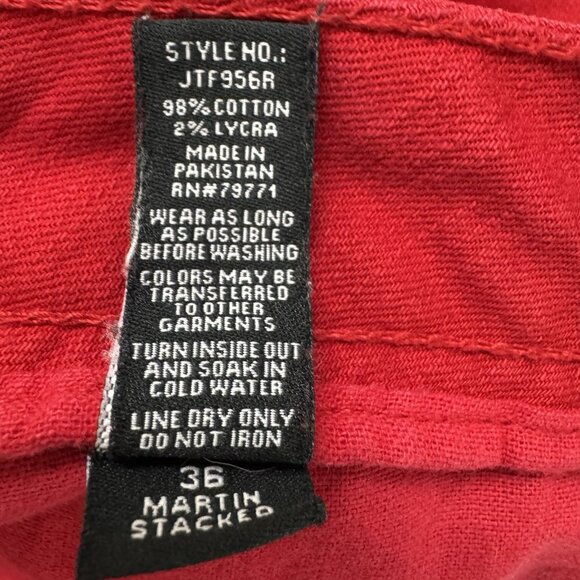 STYLE NO.:
JTF956R
98% COTTON
2% LYCRA
MADE IN
PAKISTAN
RN#79771
WEAR AS LONG
AS POSSIBLE
BEFORE WASHING
COLORS MAY BE
TRANSFERRED
TO OTHER
GARMENTS
TURN INSIDE OUT
AND SOAK IN
COLD WATER
LINE DRY ONLY
DO NOT IRON
36
MARTIN
STACKED